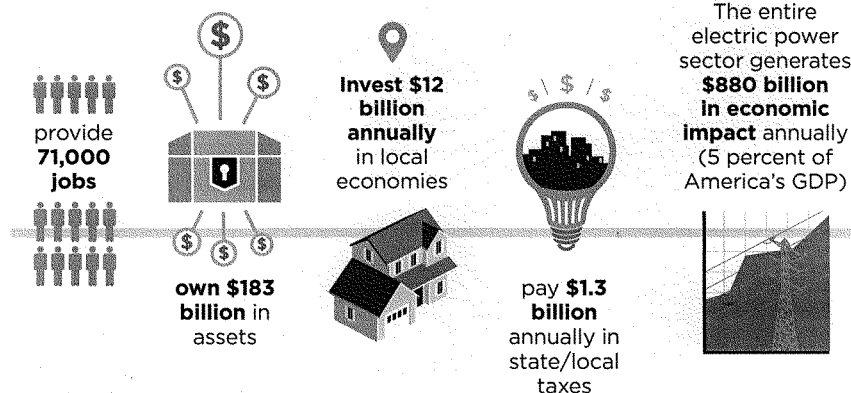 provide
71,000
jobs
$
$
$
$
$
$
own $183
billion in
assets
Invest $12
billion
annually
in local
economies
$ $ $
pay $1.3
billion
annually in
state/local
taxes
The entire
electric power
sector generates
$880 billion
in economic
impact annually
(5 percent of
America's GDP)